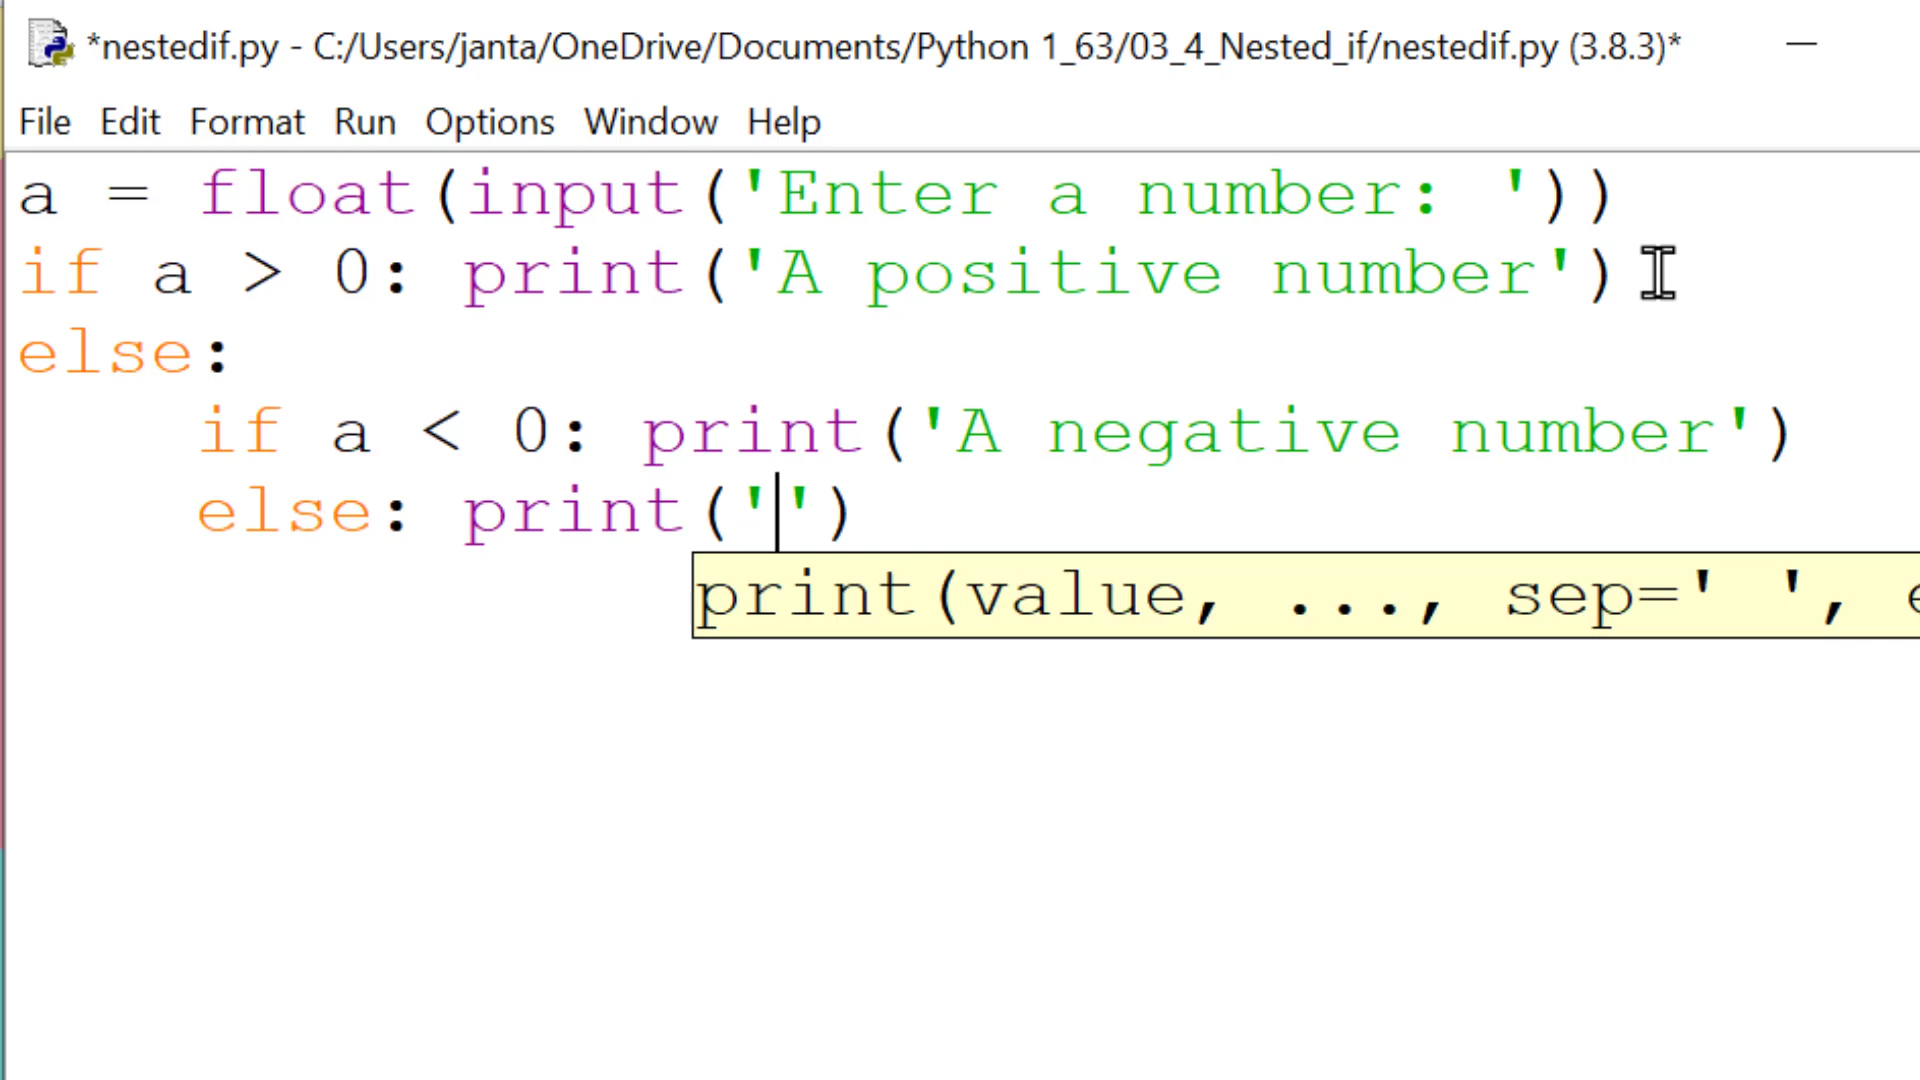 *nestedif.py - C:/Users/janta/OneDrive/Documents/Python 1_63/03_4_Nested_if/nestedif.py (3.8.3)*
File Edit Format Run Options Window Help
a = float(input('Enter a number: '))
if a > 0: print('A positive number')
else:
    if a < 0: print('A negative number')
    else: print('')
print(value, ..., sep=' ', e